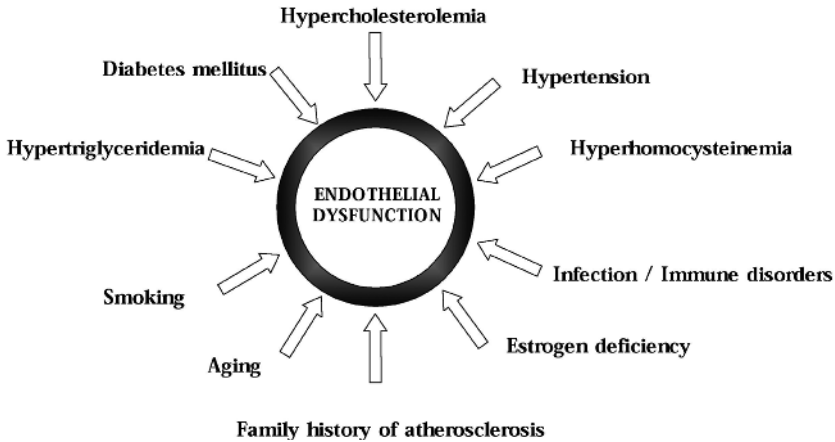 Hypercholesterolemia
Diabetes mellitus
Hypertension
Hypertriglyceridemia
Hyperhomocysteinemia
ENDOTHELIAL
DYSFUNCTION
Infection / Immune disorders
Smoking
Estrogen deficiency
Aging
Family history of atherosclerosis